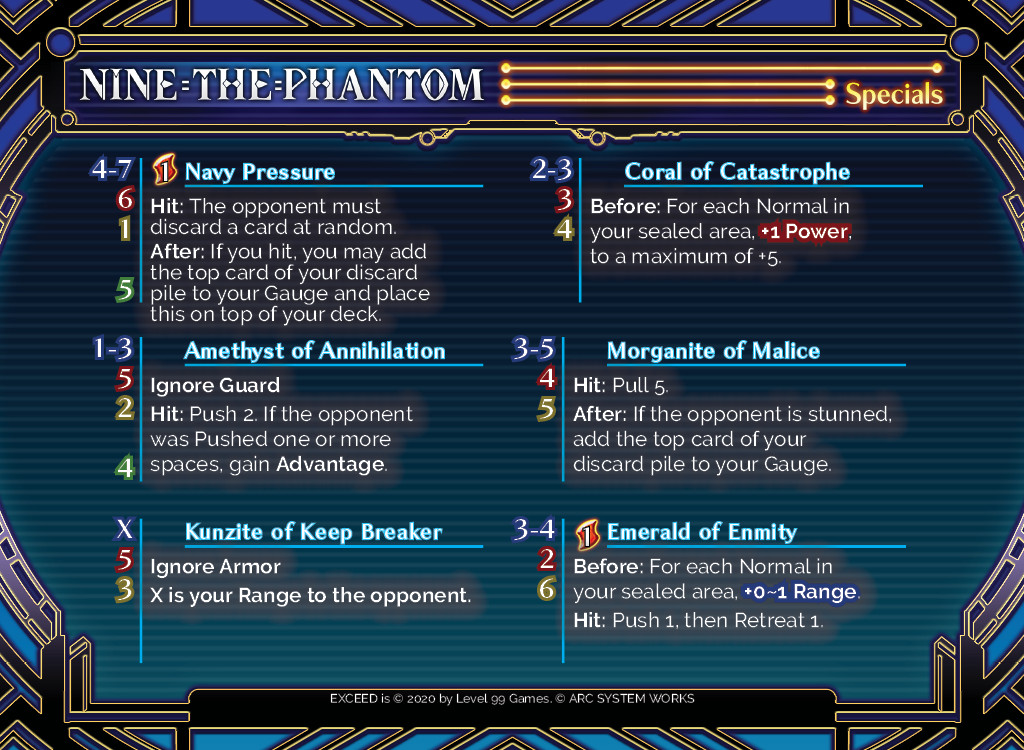 NINE=THE=PHANTOM
Specials
4-7
1 Navy Pressure
6
1
5
Hit: The opponent must
discard a card at random.
After: If you hit, you may add
the top card of your discard
pile to your Gauge and place
this on top of your deck.
2-3
Coral of Catastrophe
3
4
Before: For each Normal in
your sealed area, +1 Power,
to a maximum of +5.
1-3
Amethyst of Annihilation
5
2
4
Ignore Guard
Hit: Push 2. If the opponent
was Pushed one or more
spaces, gain Advantage.
3-5
Morganite of Malice
4
5
Hit: Pull 5.
After: If the opponent is stunned,
add the top card of your
discard pile to your Gauge.
X
Kunzite of Keep Breaker
5
3
Ignore Armor
X is your Range to the opponent.
3-4
1 Emerald of Enmity
2
6
Before: For each Normal in
your sealed area, +0~1 Range.
Hit: Push 1, then Retreat 1.
EXCEED is © 2020 by Level 99 Games. © ARC SYSTEM WORKS